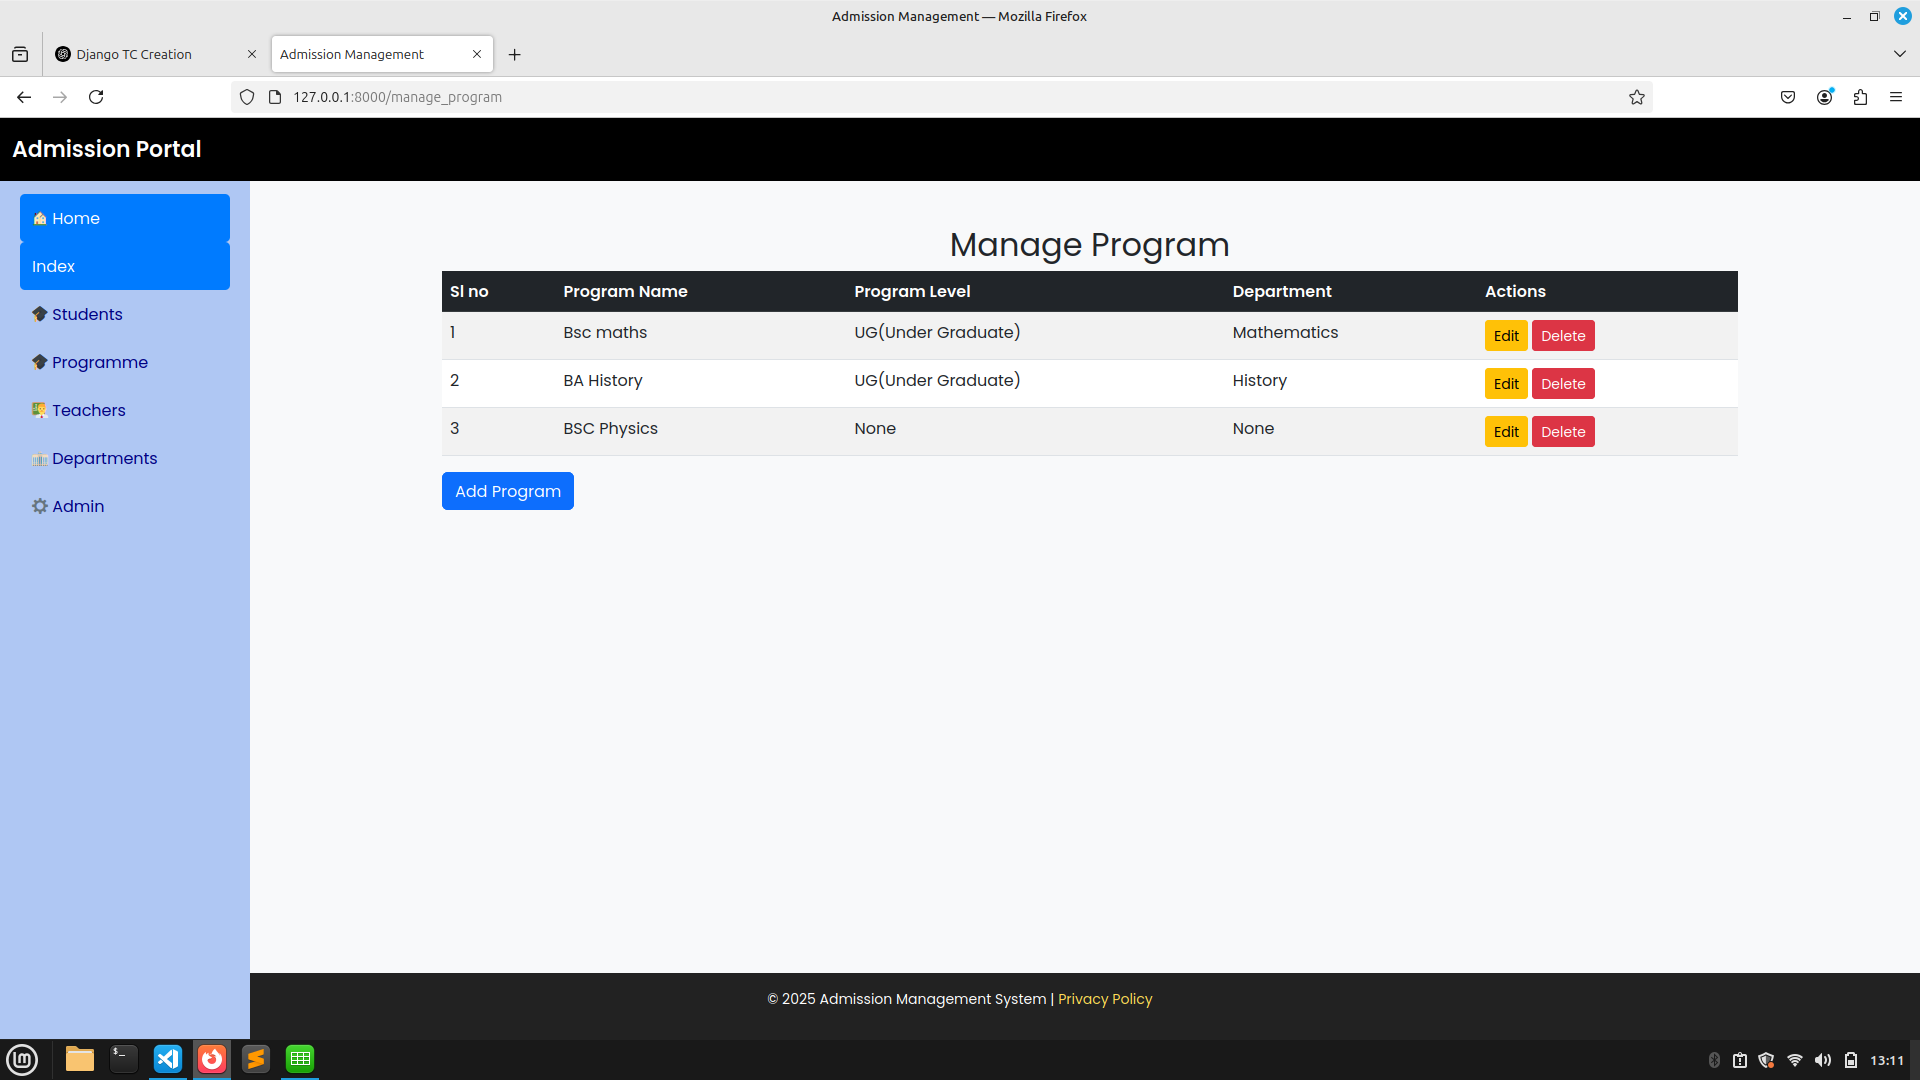 Admission Management — Mozilla Firefox
Django TC Creation
Admission Management
127.0.0.1:8000/manage_program
Admission Portal
Home
Index
Students
Programme
Teachers
Departments
Admin
Manage Program
Sl no Program Name Program Level Department Actions
1 Bsc maths UG(Under Graduate) Mathematics Edit Delete
2 BA History UG(Under Graduate) History Edit Delete
3 BSC Physics None None Edit Delete
Add Program
© 2025 Admission Management System | Privacy Policy
13:11